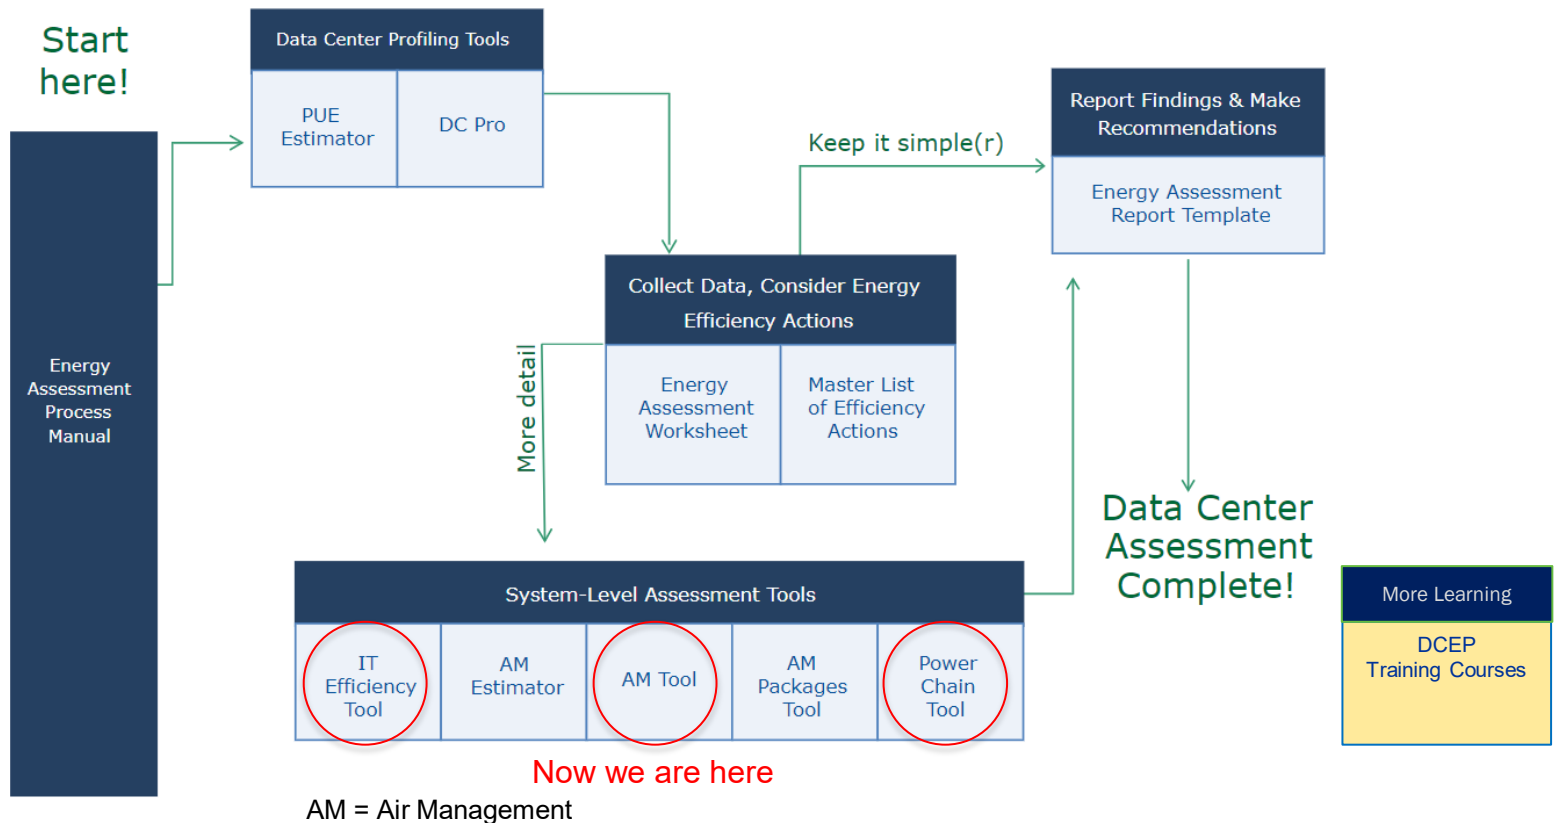 Start
here!
Energy
Assessment
Process
Manual
Data Center Profiling Tools
PUE
Estimator
DC Pro
Collect Data, Consider Energy
Efficiency Actions
Energy
Assessment
Worksheet
Master List
of Efficiency
Actions
Keep it simple(r)
More detail
Report Findings & Make
Recommendations
Energy Assessment
Report Template
System-Level Assessment Tools
IT
Efficiency
Tool
AM
Estimator
AM Tool
AM
Packages
Tool
Power
Chain
Tool
Now we are here
AM = Air Management
Data Center
Assessment
Complete!
More Learning
DCEP
Training Courses